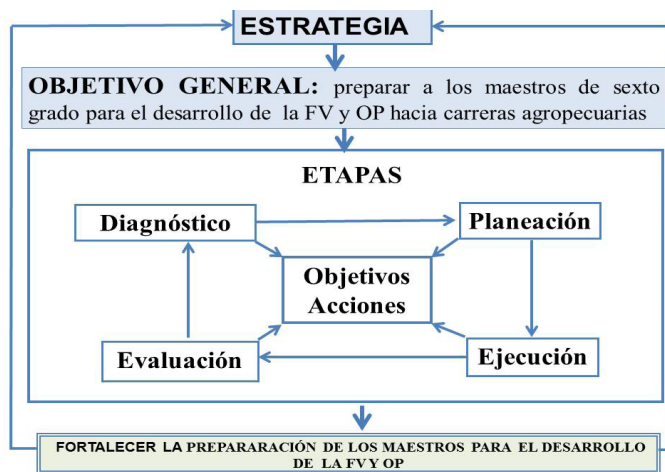 ESTRATEGIA
OBJETIVO GENERAL: preparar a los maestros de sexto
grado para el desarrollo de la FV y OP hacia carreras agropecuarias
ETAPAS
Diagnóstico
Planeación
Objetivos
Acciones
Evaluación
Ejecución
FORTALECER LA PREPARARACIÓN DE LOS MAESTROS PARA EL DESARROLLO
DE LA FV Y OP